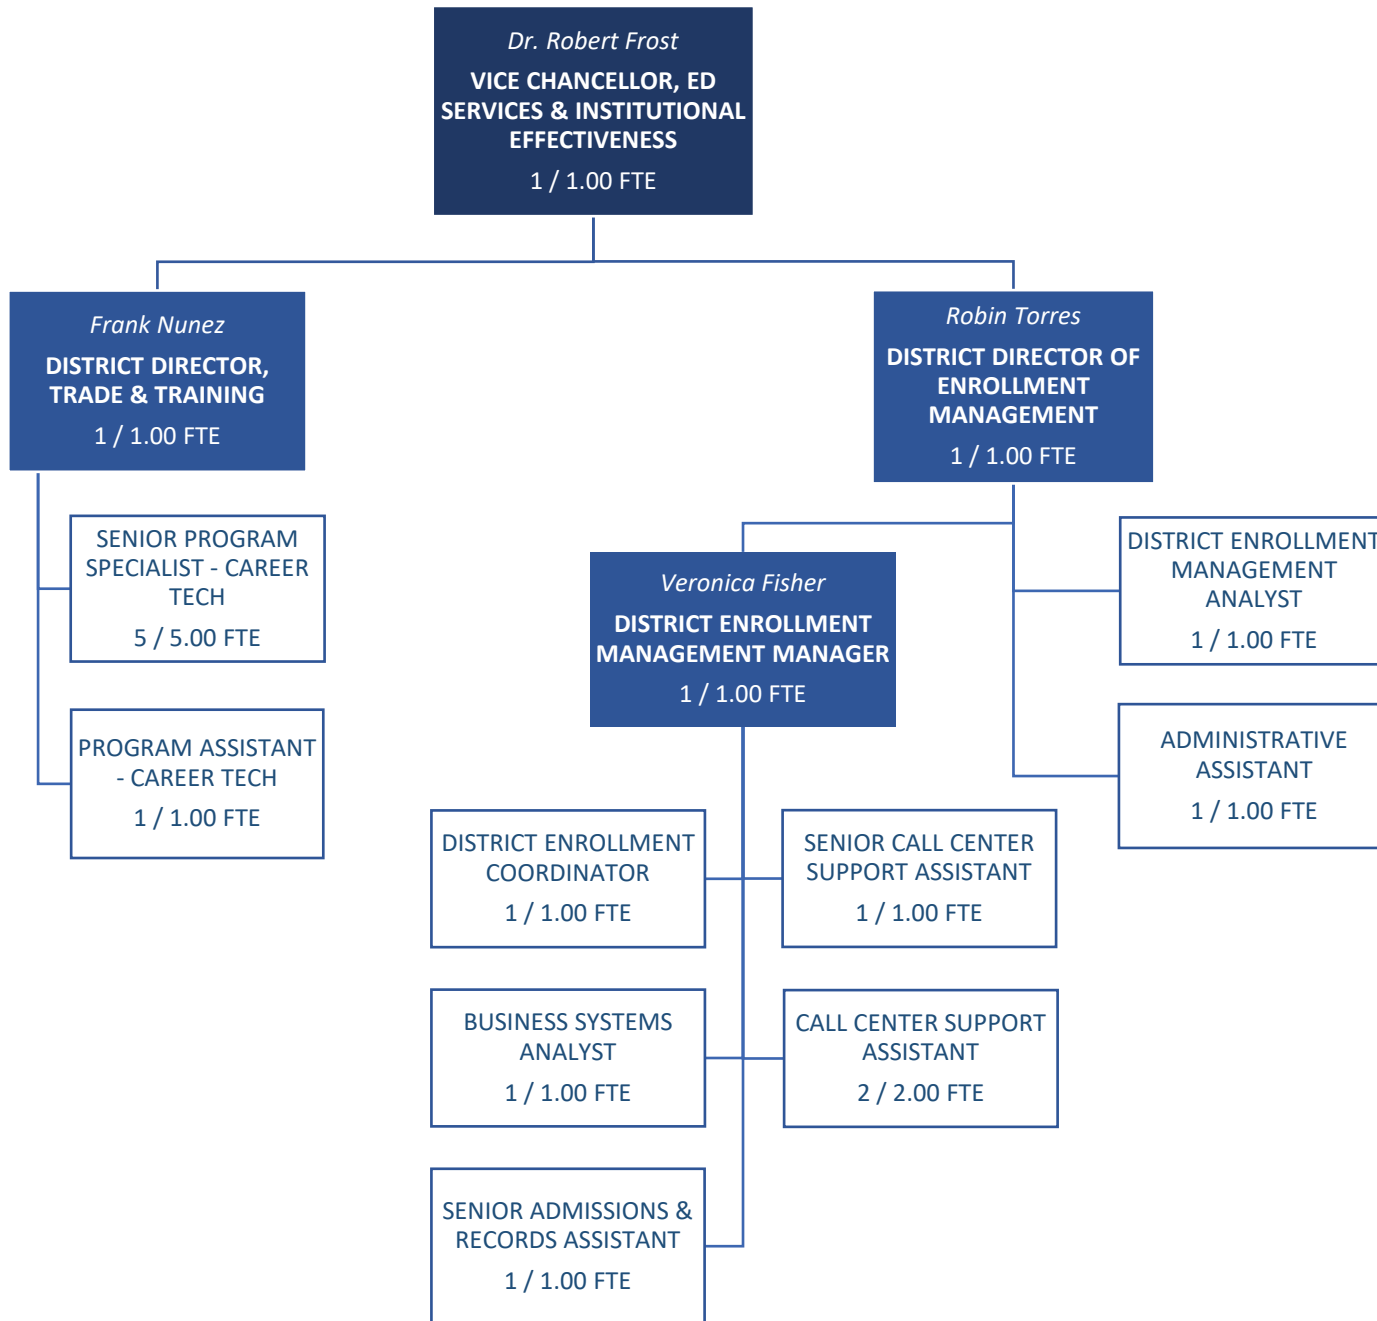 Dr. Robert Frost
VICE CHANCELLOR, ED
SERVICES & INSTITUTIONAL
EFFECTIVENESS
1 / 1.00 FTE
Frank Nunez
DISTRICT DIRECTOR,
TRADE & TRAINING
1 / 1.00 FTE
SENIOR PROGRAM
SPECIALIST - CAREER
TECH
5 / 5.00 FTE
PROGRAM ASSISTANT
- CAREER TECH
1 / 1.00 FTE
Robin Torres
DISTRICT DIRECTOR OF
ENROLLMENT
MANAGEMENT
1 / 1.00 FTE
Veronica Fisher
DISTRICT ENROLLMENT
MANAGEMENT MANAGER
1 / 1.00 FTE
DISTRICT ENROLLMENT
MANAGEMENT
ANALYST
1 / 1.00 FTE
ADMINISTRATIVE
ASSISTANT
1 / 1.00 FTE
DISTRICT ENROLLMENT
COORDINATOR
1 / 1.00 FTE
SENIOR CALL CENTER
SUPPORT ASSISTANT
1 / 1.00 FTE
BUSINESS SYSTEMS
ANALYST
1 / 1.00 FTE
CALL CENTER SUPPORT
ASSISTANT
2 / 2.00 FTE
SENIOR ADMISSIONS &
RECORDS ASSISTANT
1 / 1.00 FTE